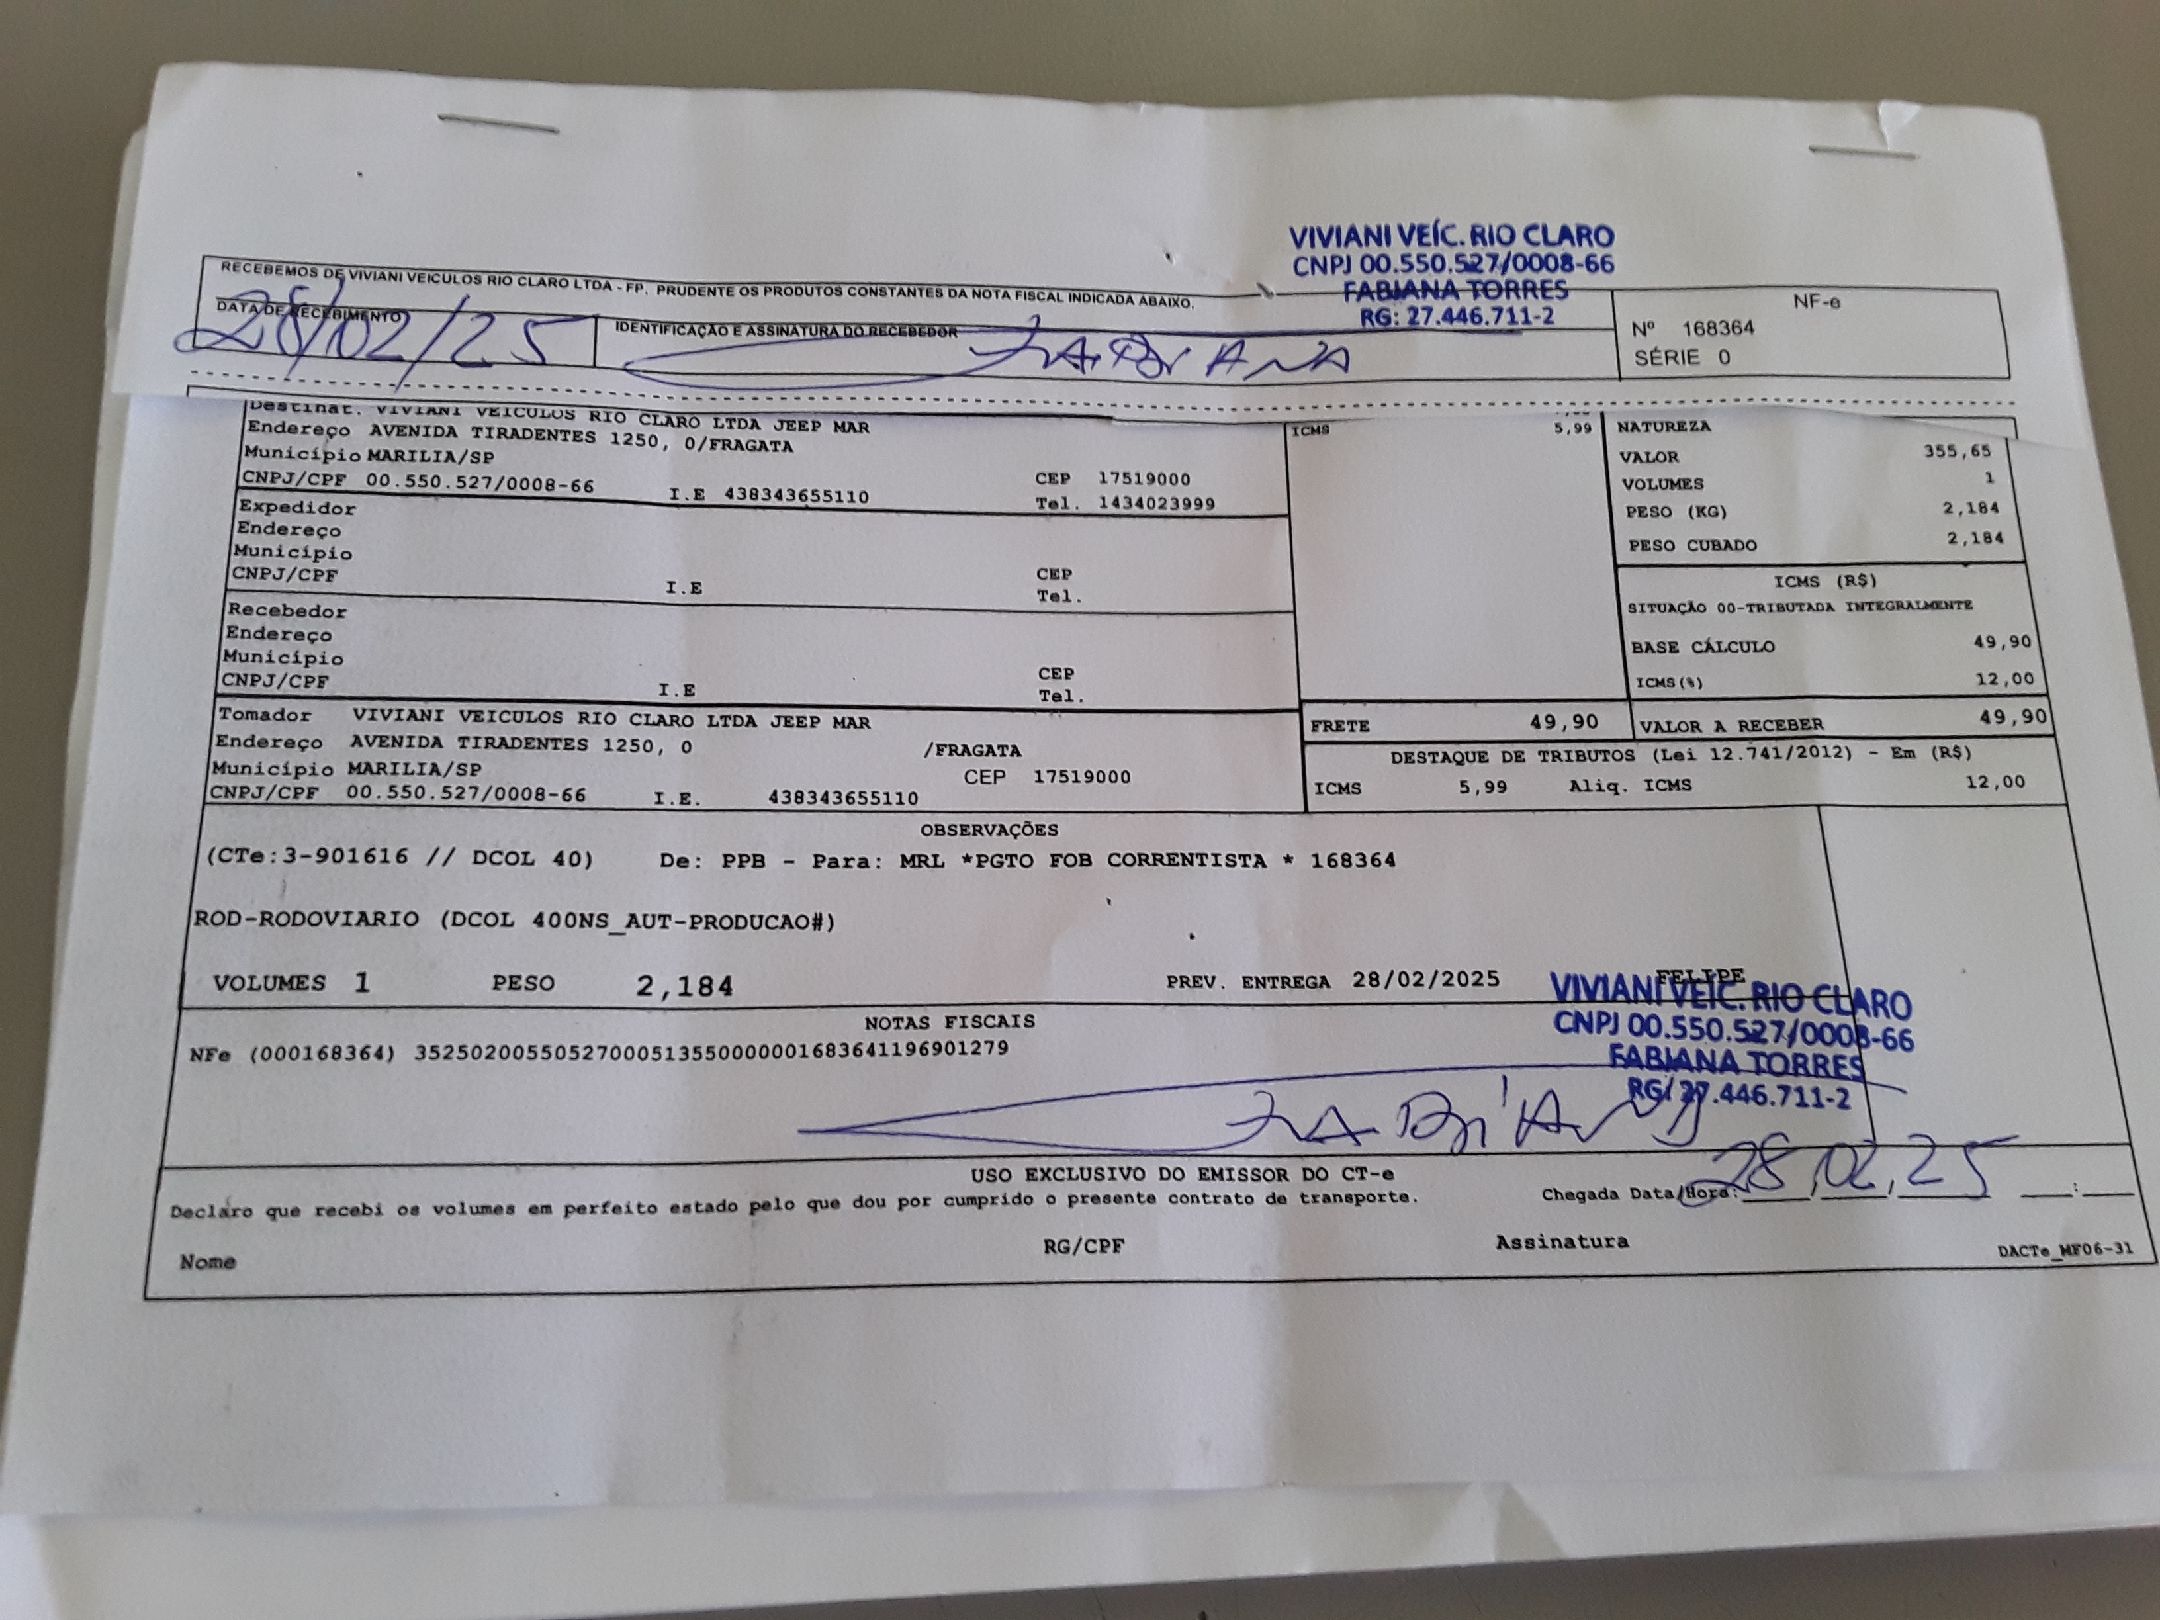 VIVIANI VEÍC. RIO CLARO
CNPJ 00.550.527/0008-66
FABIANA TORRES
RG: 27.446.711-2
RECEBEMOS DE VIVIANI VEICULOS RIO CLARO LTDA - FP. PRUDENTE OS PRODUTOS CONSTANTES DA NOTA FISCAL INDICADA ABAIXO.
DATA DE RECEBIMENTO
28/02/25
IDENTIFICAÇÃO E ASSINATURA DO RECEBEDOR
FABIANA
NF-e
Nº 168364
SÉRIE 0
Destinat. VIVIANI VEICULOS RIO CLARO LTDA JEEP MAR
Endereço AVENIDA TIRADENTES 1250, 0/FRAGATA
Município MARILIA/SP
CEP 17519000
CNPJ/CPF 00.550.527/0008-66 I.E 438343655110 Tel. 1434023999
Expedidor
Endereço
Município
CEP
CNPJ/CPF I.E Tel.
Recebedor
Endereço
Município
CEP
CNPJ/CPF I.E Tel.
Tomador VIVIANI VEICULOS RIO CLARO LTDA JEEP MAR
Endereço AVENIDA TIRADENTES 1250, 0 /FRAGATA
Município MARILIA/SP CEP 17519000
CNPJ/CPF 00.550.527/0008-66 I.E. 438343655110
ICMS 5,99
NATUREZA
VALOR 355,65
VOLUMES 1
PESO (KG) 2,184
PESO CUBADO 2,184
ICMS (R$)
SITUAÇÃO 00-TRIBUTADA INTEGRALMENTE
BASE CÁLCULO 49,90
ICMS(%) 12,00
FRETE 49,90 VALOR A RECEBER 49,90
DESTAQUE DE TRIBUTOS (Lei 12.741/2012) - Em (R$)
ICMS 5,99 Aliq. ICMS 12,00
OBSERVAÇÕES
(CTe:3-901616 // DCOL 40) De: PPB - Para: MRL *PGTO FOB CORRENTISTA * 168364
ROD-RODOVIARIO (DCOL 400NS_AUT-PRODUCAO#)
VOLUMES 1 PESO 2,184 PREV. ENTREGA 28/02/2025 FELIPE
VIVIANI VEÍC. RIO CLARO
CNPJ 00.550.527/0008-66
FABIANA TORRES
RG: 27.446.711-2
NOTAS FISCAIS
NFe (000168364) 35250200550527000513550000001683641196901279
FABIANA
USO EXCLUSIVO DO EMISSOR DO CT-e
Declaro que recebi os volumes em perfeito estado pelo que dou por cumprido o presente contrato de transporte. Chegada Data/Hora: 28,02,25 __:__
Nome RG/CPF Assinatura DACTe_MF06-31